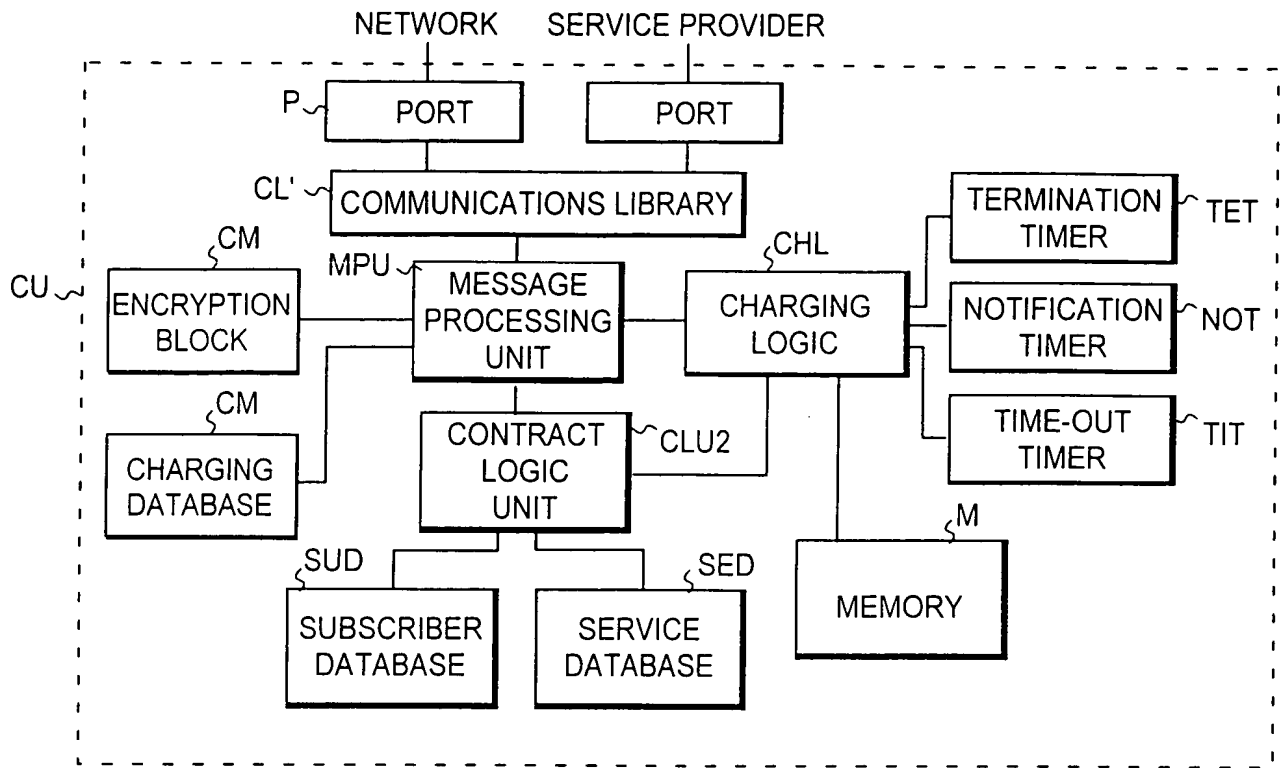 NETWORK
SERVICE PROVIDER
P
PORT
PORT
CL'
COMMUNICATIONS LIBRARY
TERMINATION
TIMER
TET
CM
MPU
CHL
CU
ENCRYPTION
BLOCK
MESSAGE
PROCESSING
UNIT
CHARGING
LOGIC
NOTIFICATION
TIMER
NOT
CM
CHARGING
DATABASE
CONTRACT
LOGIC
UNIT
CLU2
TIME-OUT
TIMER
TIT
SUD
SED
M
SUBSCRIBER
DATABASE
SERVICE
DATABASE
MEMORY